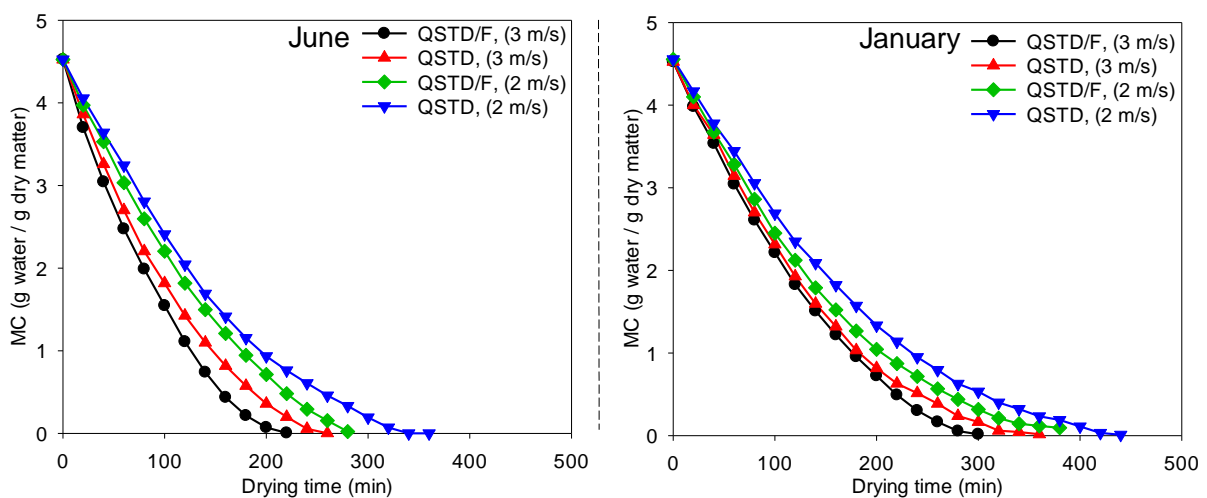 June
QSTD/F, (3 m/s)
QSTD, (3 m/s)
QSTD/F, (2 m/s)
QSTD, (2 m/s)
MC (g water / g dry matter)
5
4
3
2
1
0
0 100 200 300 400 500
Drying time (min)
January
QSTD/F, (3 m/s)
QSTD, (3 m/s)
QSTD/F, (2 m/s)
QSTD, (2 m/s)
MC (g water / g dry matter)
5
4
3
2
1
0
0 100 200 300 400 500
Drying time (min)